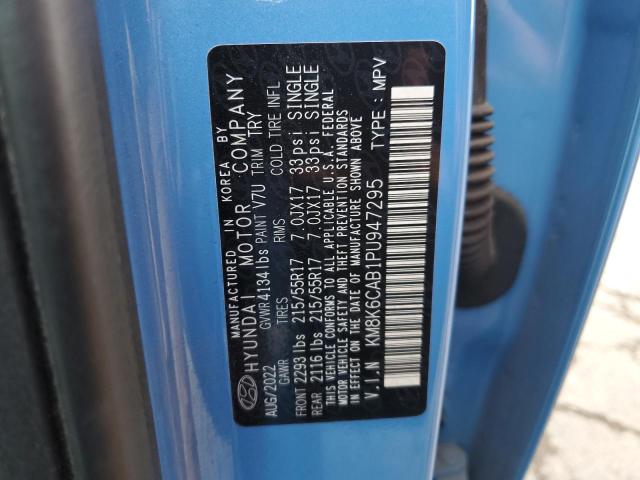 MANUFACTURED IN KOREA BY
HYUNDAI MOTOR COMPANY
AUG/2022 GVWR 4134 lbs PAINT V7U TRIM TRY
GAWR TIRES RIMS COLD TIRE INFL
FRONT 2293 lbs 215/55R17 7.0JX17 33psi SINGLE
REAR 2116 lbs 215/55R17 7.0JX17 33psi SINGLE
THIS VEHICLE CONFORMS TO ALL APPLICABLE U.S.A. FEDERAL
MOTOR VEHICLE SAFETY AND THEFT PREVENTION STANDARDS
IN EFFECT ON THE DATE OF MANUFACTURE SHOWN ABOVE
V.I.N KM8K6CAB1PU947295 TYPE : MPV